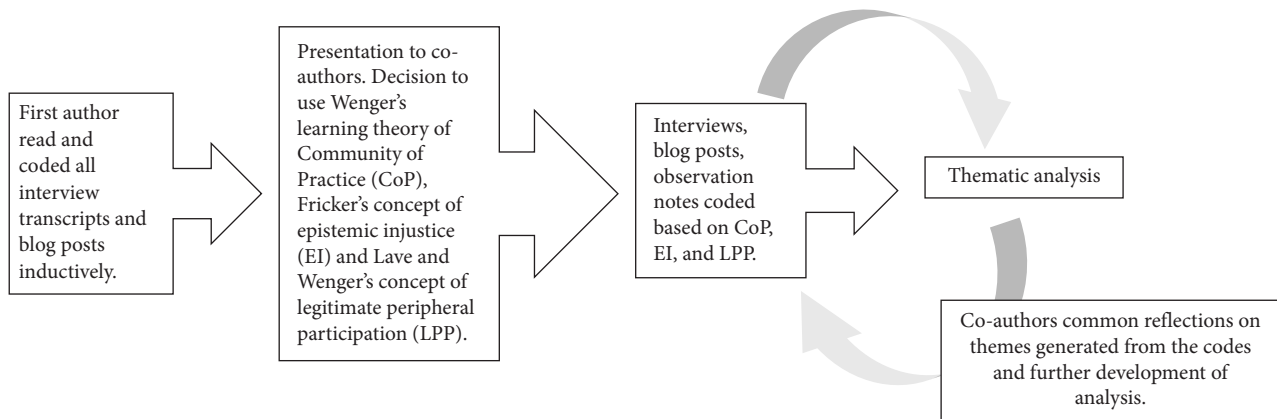 First author
read and
coded all
interview
transcripts and
blog posts
inductively.
Presentation to co-
authors. Decision to
use Wenger’s
learning theory of
Community of
Practice (CoP),
Fricker’s concept of
epistemic injustice
(EI) and Lave and
Wenger’s concept of
legitimate peripheral
participation (LPP).
Interviews,
blog posts,
observation
notes coded
based on CoP,
EI, and LPP.
Thematic analysis
Co-authors common reflections on
themes generated from the codes
and further development of
analysis.